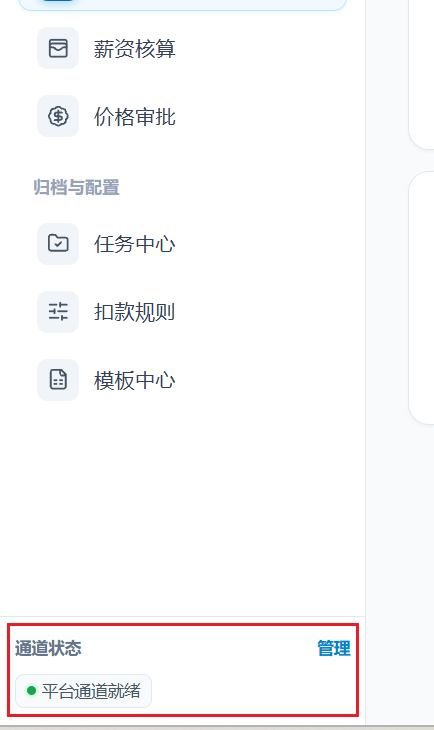 薪资核算
价格审批
归档与配置
任务中心
扣款规则
模板中心
通道状态 管理
平台通道就绪